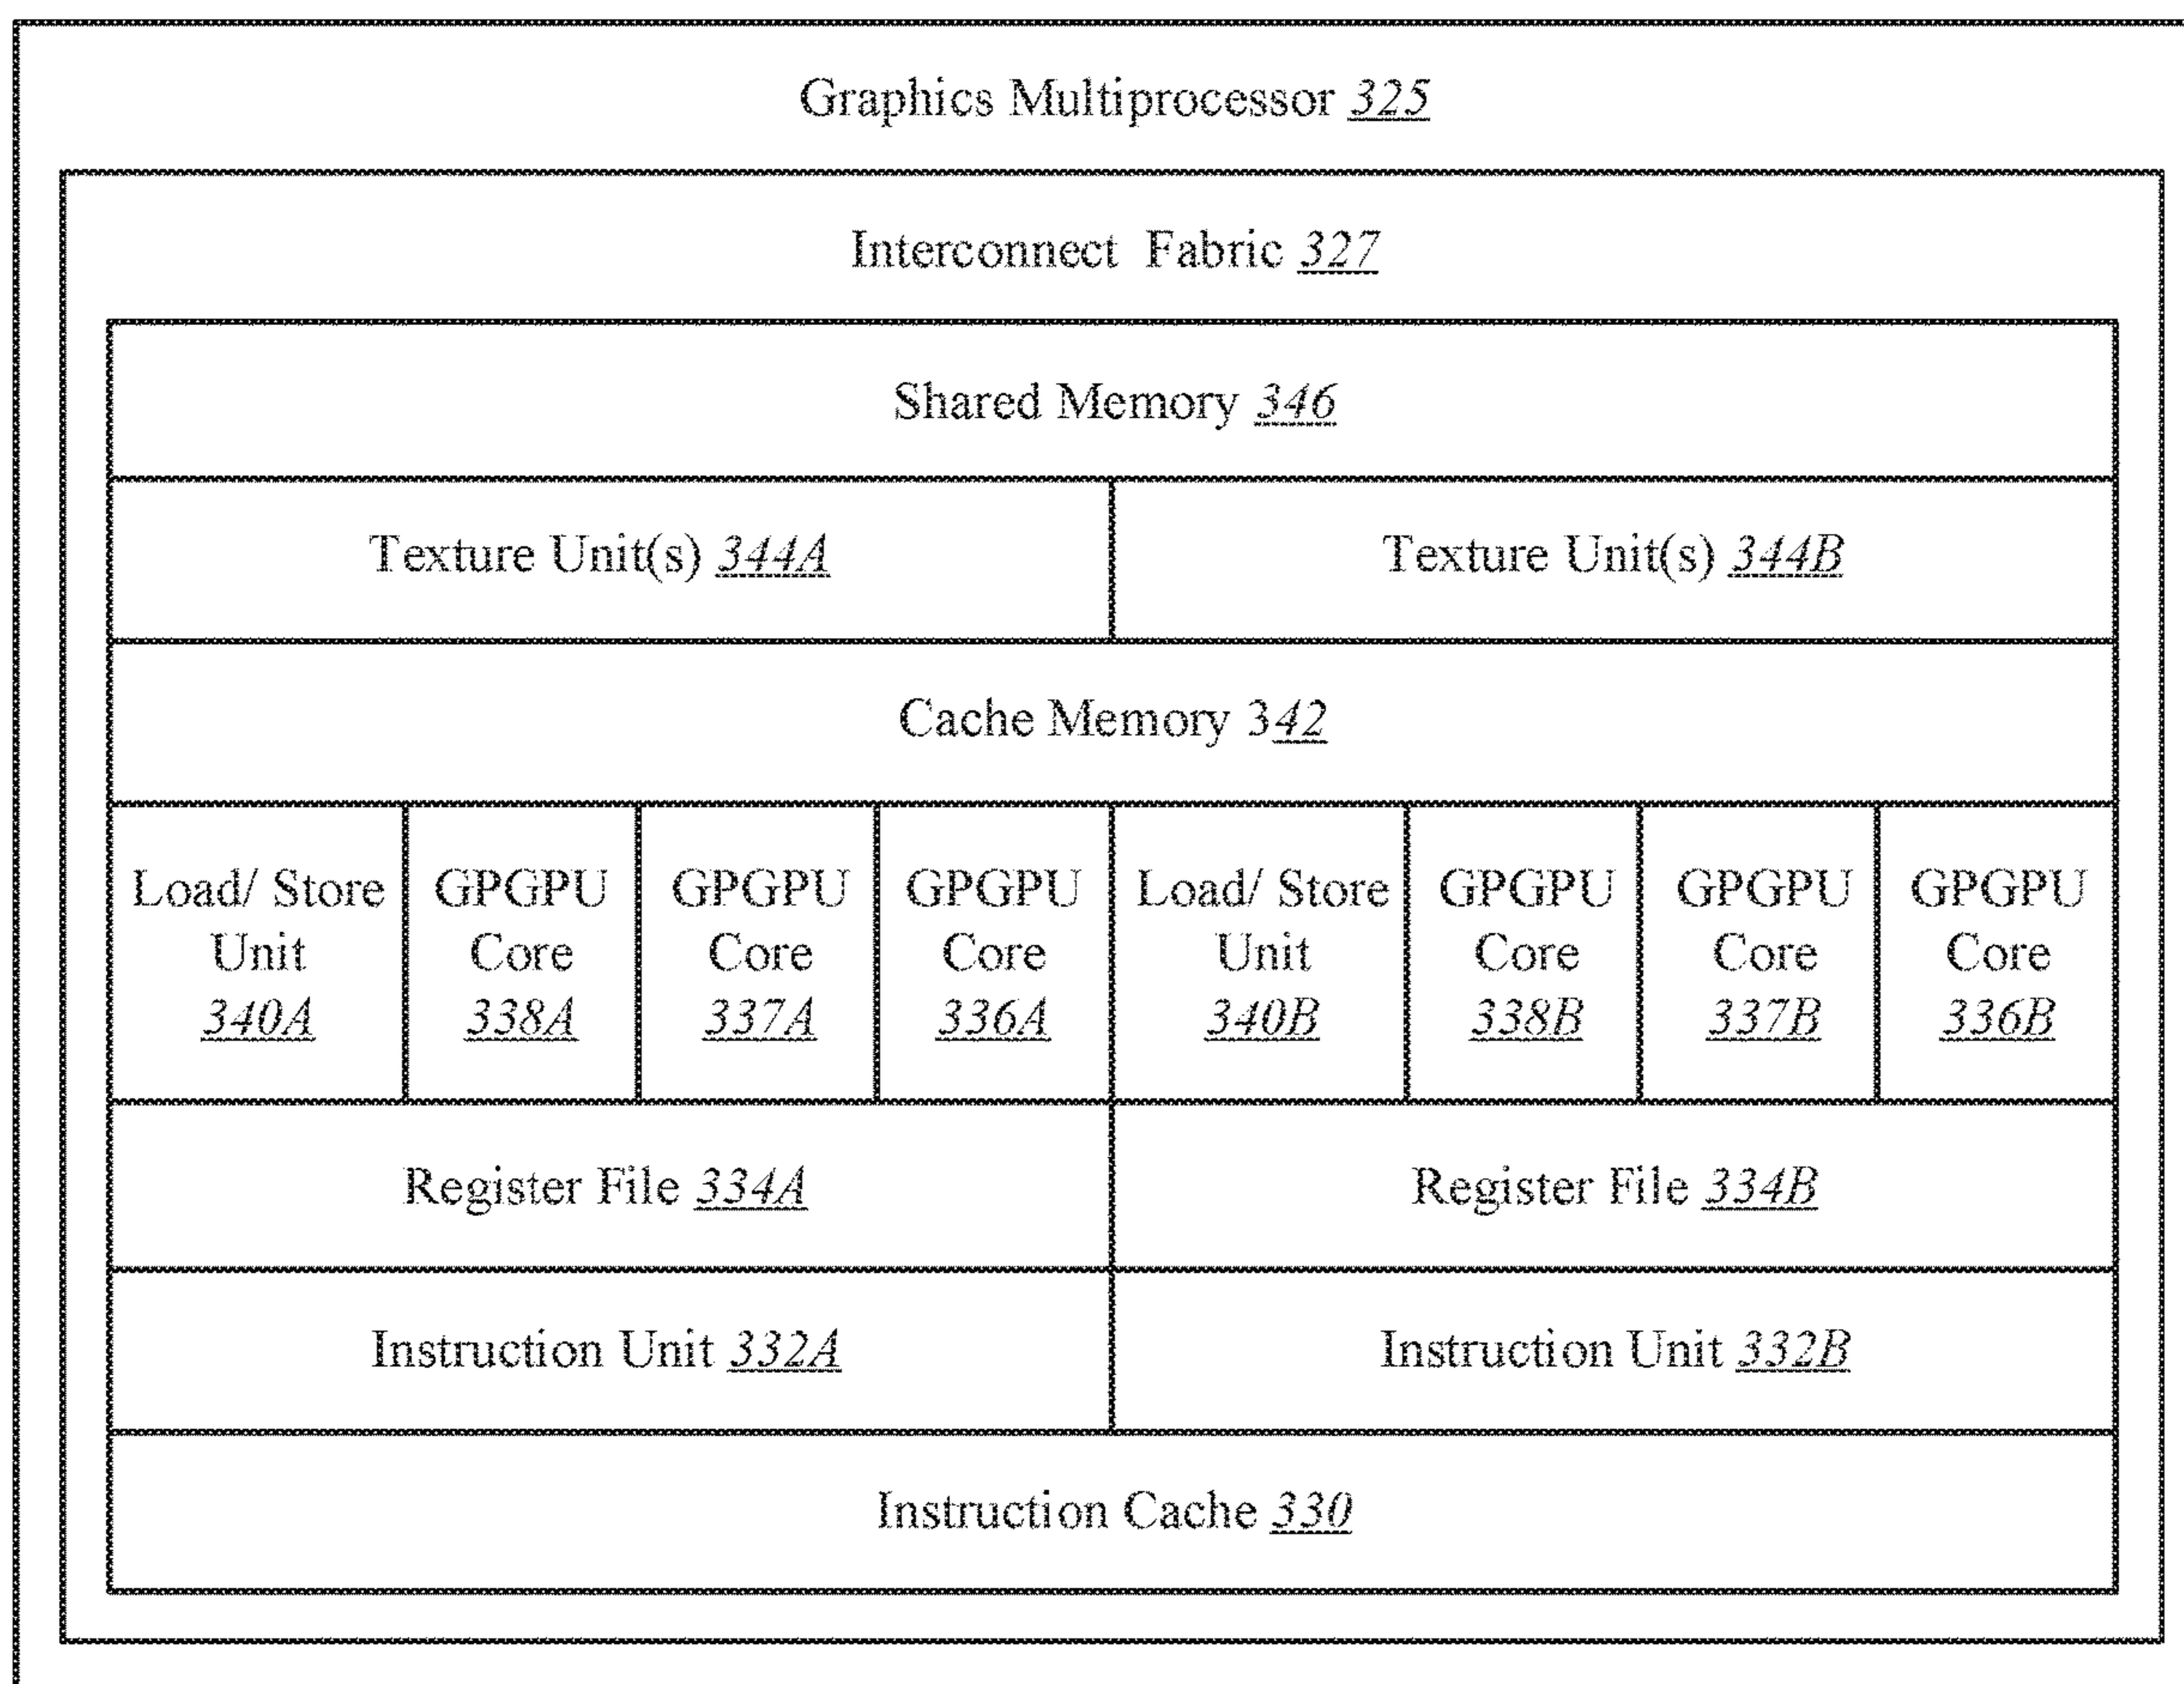 Graphics Multiprocessor 325
Interconnect Fabric 327
Shared Memory 346
Texture Unit(s) 344A
Texture Unit(s) 344B
Cache Memory 342
Load/ Store
Unit
340A
GPGPU
Core
338A
GPGPU
Core
337A
GPGPU
Core
336A
Load/ Store
Unit
340B
GPGPU
Core
338B
GPGPU
Core
337B
GPGPU
Core
336B
Register File 334A
Register File 334B
Instruction Unit 332A
Instruction Unit 332B
Instruction Cache 330